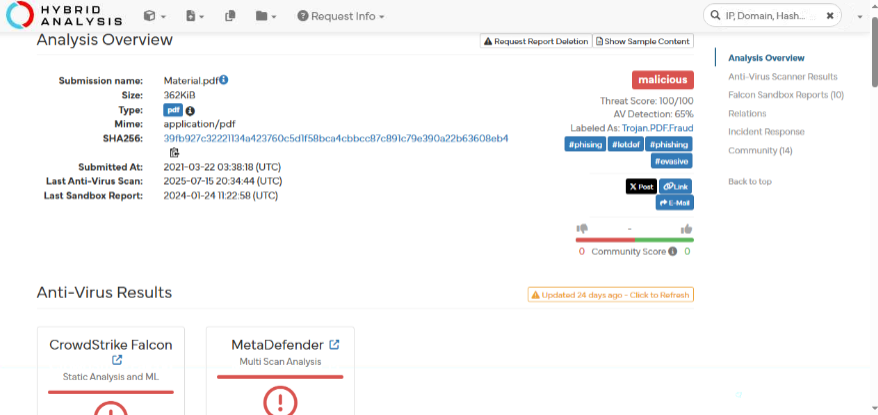 HYBRID
ANALYSIS
Request Info
IP, Domain, Hash...
Analysis Overview
Request Report Deletion
Show Sample Content
Submission name: Material.pdf
Size: 362KiB
Type: pdf
Mime: application/pdf
SHA256: 39fb927c32221134a423760c5d1f58bca4cbbcc87c891c79e390a22b63608eb4
Submitted At: 2021-03-22 03:38:18 (UTC)
Last Anti-Virus Scan: 2025-07-15 20:34:44 (UTC)
Last Sandbox Report: 2024-01-24 11:22:58 (UTC)
malicious
Threat Score: 100/100
AV Detection: 65%
Labeled As: Trojan.PDF.Fraud
#phising #letdef #phishing
#evasive
X Post Link
E-Mail
-
0 Community Score 0
Analysis Overview
Anti-Virus Scanner Results
Falcon Sandbox Reports (10)
Relations
Incident Response
Community (14)
Back to top
Anti-Virus Results
Updated 24 days ago - Click to Refresh
CrowdStrike Falcon
Static Analysis and ML
MetaDefender
Multi Scan Analysis